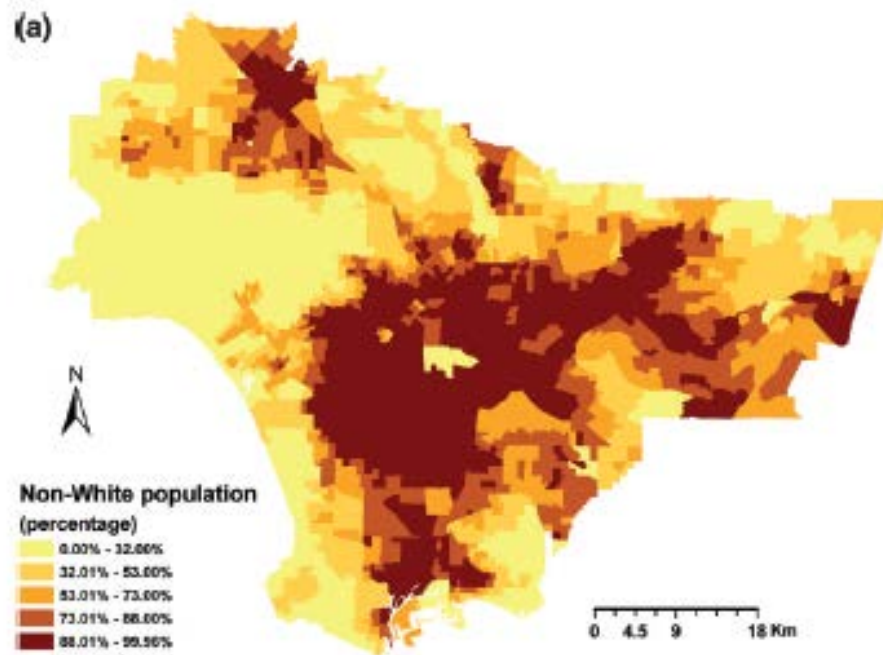 (a)
N
Non-White population
(percentage)
0.00% - 32.00%
32.01% - 53.00%
53.01% - 73.00%
73.01% - 88.00%
88.01% - 99.96%
0 4.5 9 18 Km